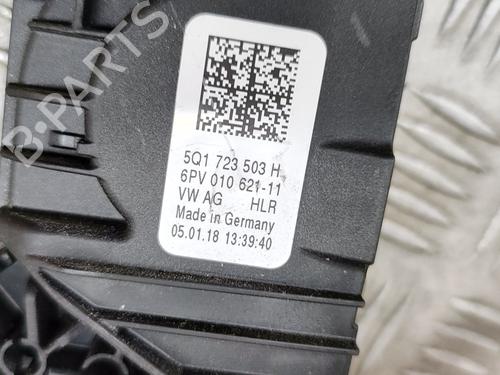 B-PARTS
5Q1 723 503 H
6PV 010 621-11
VW AG HLR
Made in Germany
05.01.18 13:39:40